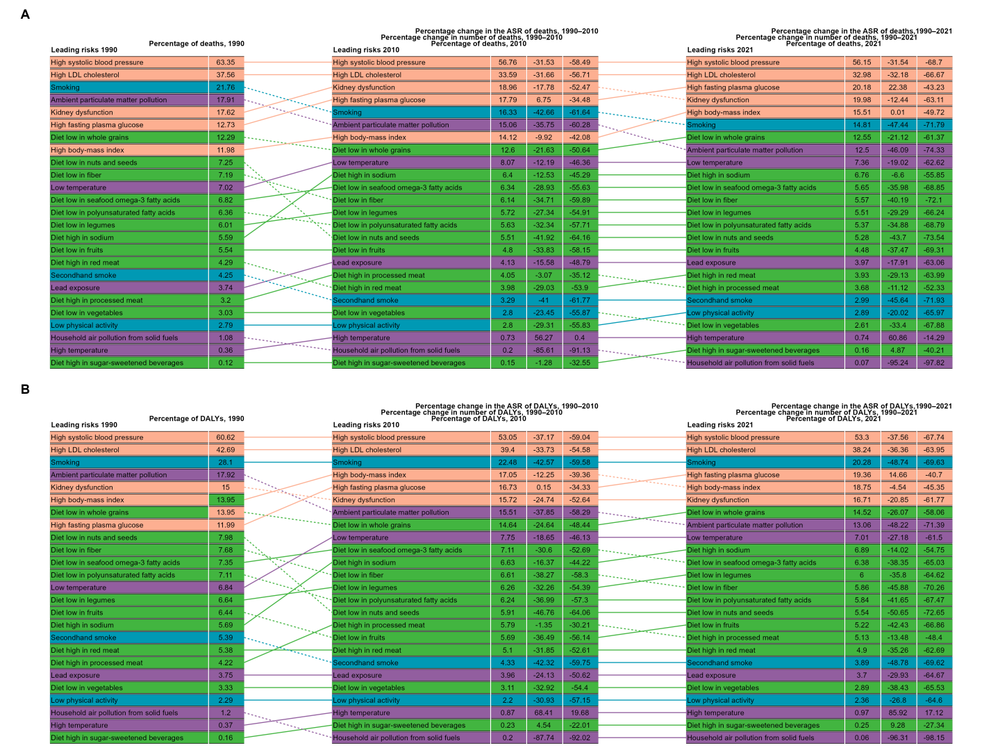 A
Percentage of deaths, 1990
Leading risks 1990
Percentage change in the ASR of deaths, 1990–2010
Percentage change in number of deaths, 1990–2010
Percentage of deaths, 2010
Leading risks 2010
Percentage change in the ASR of deaths,1990–2021
Percentage change in number of deaths, 1990–2021
Percentage of deaths, 2021
Leading risks 2021
High systolic blood pressure 63.35 High systolic blood pressure 56.76 -31.53 -58.49 High systolic blood pressure 56.15 -31.54 -68.7
High LDL cholesterol 37.56 High LDL cholesterol 33.59 -31.66 -56.71 High LDL cholesterol 32.98 -32.18 -66.67
Smoking 21.76 Kidney dysfunction 18.96 -17.78 -52.47 High fasting plasma glucose 20.18 22.38 -43.23
Ambient particulate matter pollution 17.91 High fasting plasma glucose 17.79 6.75 -34.48 Kidney dysfunction 19.98 -12.44 -63.11
Kidney dysfunction 17.62 Smoking 16.33 -42.66 -61.64 High body-mass index 15.51 0.01 -49.72
High fasting plasma glucose 12.73 Ambient particulate matter pollution 15.06 -35.75 -60.28 Smoking 14.81 -47.44 -71.79
Diet low in whole grains 12.29 High body-mass index 14.12 -9.92 -42.08 Diet low in whole grains 12.55 -21.12 -61.37
High body-mass index 11.98 Diet low in whole grains 12.6 -21.63 -50.64 Ambient particulate matter pollution 12.5 -46.09 -74.33
Diet low in nuts and seeds 7.25 Low temperature 8.07 -12.19 -46.36 Low temperature 7.36 -19.02 -62.62
Diet low in fiber 7.19 Diet high in sodium 6.4 -12.53 -45.29 Diet high in sodium 6.76 -6.6 -55.85
Low temperature 7.02 Diet low in seafood omega-3 fatty acids 6.34 -28.93 -55.63 Diet low in seafood omega-3 fatty acids 5.65 -35.98 -68.85
Diet low in seafood omega-3 fatty acids 6.82 Diet low in fiber 6.14 -34.71 -59.89 Diet low in fiber 5.57 -40.19 -72.1
Diet low in polyunsaturated fatty acids 6.36 Diet low in legumes 5.72 -27.34 -54.91 Diet low in legumes 5.51 -29.29 -66.24
Diet low in legumes 6.01 Diet low in polyunsaturated fatty acids 5.63 -32.34 -57.71 Diet low in polyunsaturated fatty acids 5.37 -34.88 -68.79
Diet high in sodium 5.59 Diet low in nuts and seeds 5.51 -41.92 -64.16 Diet low in nuts and seeds 5.28 -43.7 -73.54
Diet low in fruits 5.54 Diet low in fruits 4.8 -33.83 -58.15 Diet low in fruits 4.48 -37.47 -69.31
Diet high in red meat 4.29 Lead exposure 4.13 -15.58 -48.79 Lead exposure 3.97 -17.91 -63.06
Secondhand smoke 4.25 Diet high in processed meat 4.05 -3.07 -35.12 Diet high in red meat 3.93 -29.13 -63.99
Lead exposure 3.74 Diet high in red meat 3.98 -29.03 -53.9 Diet high in processed meat 3.68 -11.12 -52.33
Diet high in processed meat 3.2 Secondhand smoke 3.29 -41 -61.77 Secondhand smoke 2.99 -45.64 -71.93
Diet low in vegetables 3.03 Diet low in vegetables 2.8 -23.45 -55.87 Low physical activity 2.89 -20.02 -65.97
Low physical activity 2.79 Low physical activity 2.8 -29.31 -55.83 Diet low in vegetables 2.61 -33.4 -67.88
Household air pollution from solid fuels 1.08 High temperature 0.73 56.27 0.4 High temperature 0.74 60.86 -14.29
High temperature 0.36 Household air pollution from solid fuels 0.2 -85.61 -91.13 Diet high in sugar-sweetened beverages 0.16 4.87 -40.21
Diet high in sugar-sweetened beverages 0.12 Diet high in sugar-sweetened beverages 0.15 -1.28 -32.55 Household air pollution from solid fuels 0.07 -95.24 -97.82
B
Percentage of DALYs, 1990
Leading risks 1990
Percentage change in the ASR of DALYs, 1990–2010
Percentage change in number of DALYs, 1990–2010
Percentage of DALYs, 2010
Leading risks 2010
Percentage change in the ASR of DALYs,1990–2021
Percentage change in number of DALYs, 1990–2021
Percentage of DALYs, 2021
Leading risks 2021
High systolic blood pressure 60.62 High systolic blood pressure 53.05 -37.17 -59.04 High systolic blood pressure 53.3 -37.56 -67.74
High LDL cholesterol 42.69 High LDL cholesterol 39.4 -33.73 -54.58 High LDL cholesterol 38.24 -36.36 -63.95
Smoking 28.1 Smoking 22.48 -42.57 -59.58 Smoking 20.28 -48.74 -69.63
Ambient particulate matter pollution 17.92 High body-mass index 17.05 -12.25 -39.36 High fasting plasma glucose 19.36 14.66 -40.7
Kidney dysfunction 15 High fasting plasma glucose 16.73 0.15 -34.33 High body-mass index 18.75 -4.54 -45.35
High body-mass index 13.95 Kidney dysfunction 15.72 -24.74 -52.64 Kidney dysfunction 16.71 -20.85 -61.77
Diet low in whole grains 13.95 Ambient particulate matter pollution 15.51 -37.85 -58.29 Diet low in whole grains 14.52 -26.07 -58.06
High fasting plasma glucose 11.99 Diet low in whole grains 14.64 -24.64 -48.44 Ambient particulate matter pollution 13.06 -48.22 -71.39
Diet low in nuts and seeds 7.98 Low temperature 7.75 -18.65 -46.13 Low temperature 7.01 -27.18 -61.5
Diet low in fiber 7.68 Diet low in seafood omega-3 fatty acids 7.11 -30.6 -52.69 Diet high in sodium 6.89 -14.02 -54.75
Diet low in seafood omega-3 fatty acids 7.35 Diet high in sodium 6.63 -16.37 -44.22 Diet low in seafood omega-3 fatty acids 6.38 -38.35 -65.03
Diet low in polyunsaturated fatty acids 7.11 Diet low in fiber 6.61 -38.27 -58.3 Diet low in legumes 6 -35.8 -64.62
Low temperature 6.84 Diet low in legumes 6.26 -32.26 -54.39 Diet low in fiber 5.86 -45.88 -70.26
Diet low in legumes 6.64 Diet low in polyunsaturated fatty acids 6.24 -36.99 -57.3 Diet low in polyunsaturated fatty acids 5.84 -41.65 -67.47
Diet low in fruits 6.44 Diet low in nuts and seeds 5.91 -46.76 -64.06 Diet low in nuts and seeds 5.54 -50.65 -72.65
Diet high in sodium 5.69 Diet high in processed meat 5.79 -1.35 -30.21 Diet low in fruits 5.22 -42.43 -66.86
Secondhand smoke 5.39 Diet low in fruits 5.69 -36.49 -56.14 Diet high in processed meat 5.13 -13.48 -48.4
Diet high in red meat 5.38 Diet high in red meat 5.1 -31.85 -52.61 Diet high in red meat 4.9 -35.26 -62.69
Diet high in processed meat 4.22 Secondhand smoke 4.33 -42.32 -59.75 Secondhand smoke 3.89 -48.78 -69.62
Lead exposure 3.75 Lead exposure 3.96 -24.13 -50.62 Lead exposure 3.7 -29.93 -64.67
Diet low in vegetables 3.33 Diet low in vegetables 3.11 -32.92 -54.4 Diet low in vegetables 2.89 -38.43 -65.53
Low physical activity 2.29 Low physical activity 2.2 -30.93 -57.15 Low physical activity 2.36 -26.8 -64.6
Household air pollution from solid fuels 1.2 High temperature 0.87 68.41 19.68 High temperature 0.97 85.92 17.12
High temperature 0.37 Diet high in sugar-sweetened beverages 0.23 4.54 -22.01 Diet high in sugar-sweetened beverages 0.25 9.28 -27.34
Diet high in sugar-sweetened beverages 0.16 Household air pollution from solid fuels 0.2 -87.74 -92.02 Household air pollution from solid fuels 0.06 -96.31 -98.15